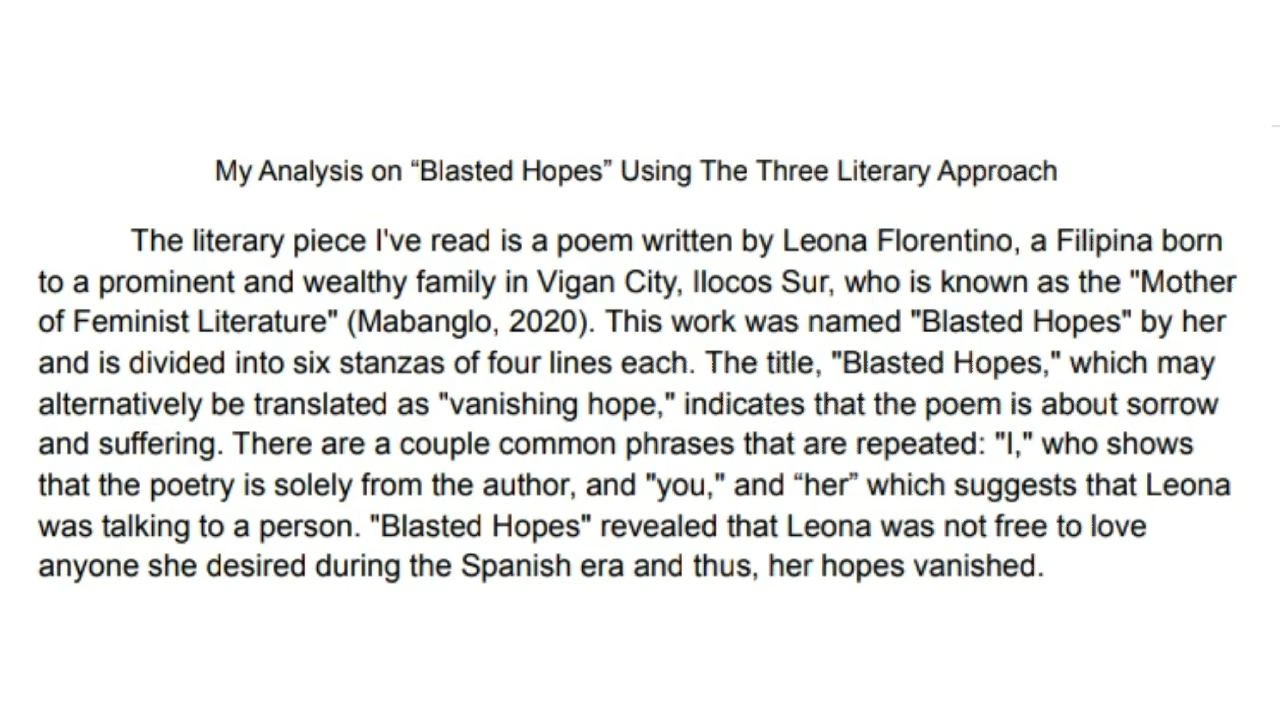 My Analysis on “Blasted Hopes” Using The Three Literary Approach
The literary piece I've read is a poem written by Leona Florentino, a Filipina born
to a prominent and wealthy family in Vigan City, Ilocos Sur, who is known as the "Mother
of Feminist Literature" (Mabanglo, 2020). This work was named "Blasted Hopes" by her
and is divided into six stanzas of four lines each. The title, "Blasted Hopes," which may
alternatively be translated as "vanishing hope," indicates that the poem is about sorrow
and suffering. There are a couple common phrases that are repeated: "I," who shows
that the poetry is solely from the author, and "you," and “her” which suggests that Leona
was talking to a person. "Blasted Hopes" revealed that Leona was not free to love
anyone she desired during the Spanish era and thus, her hopes vanished.